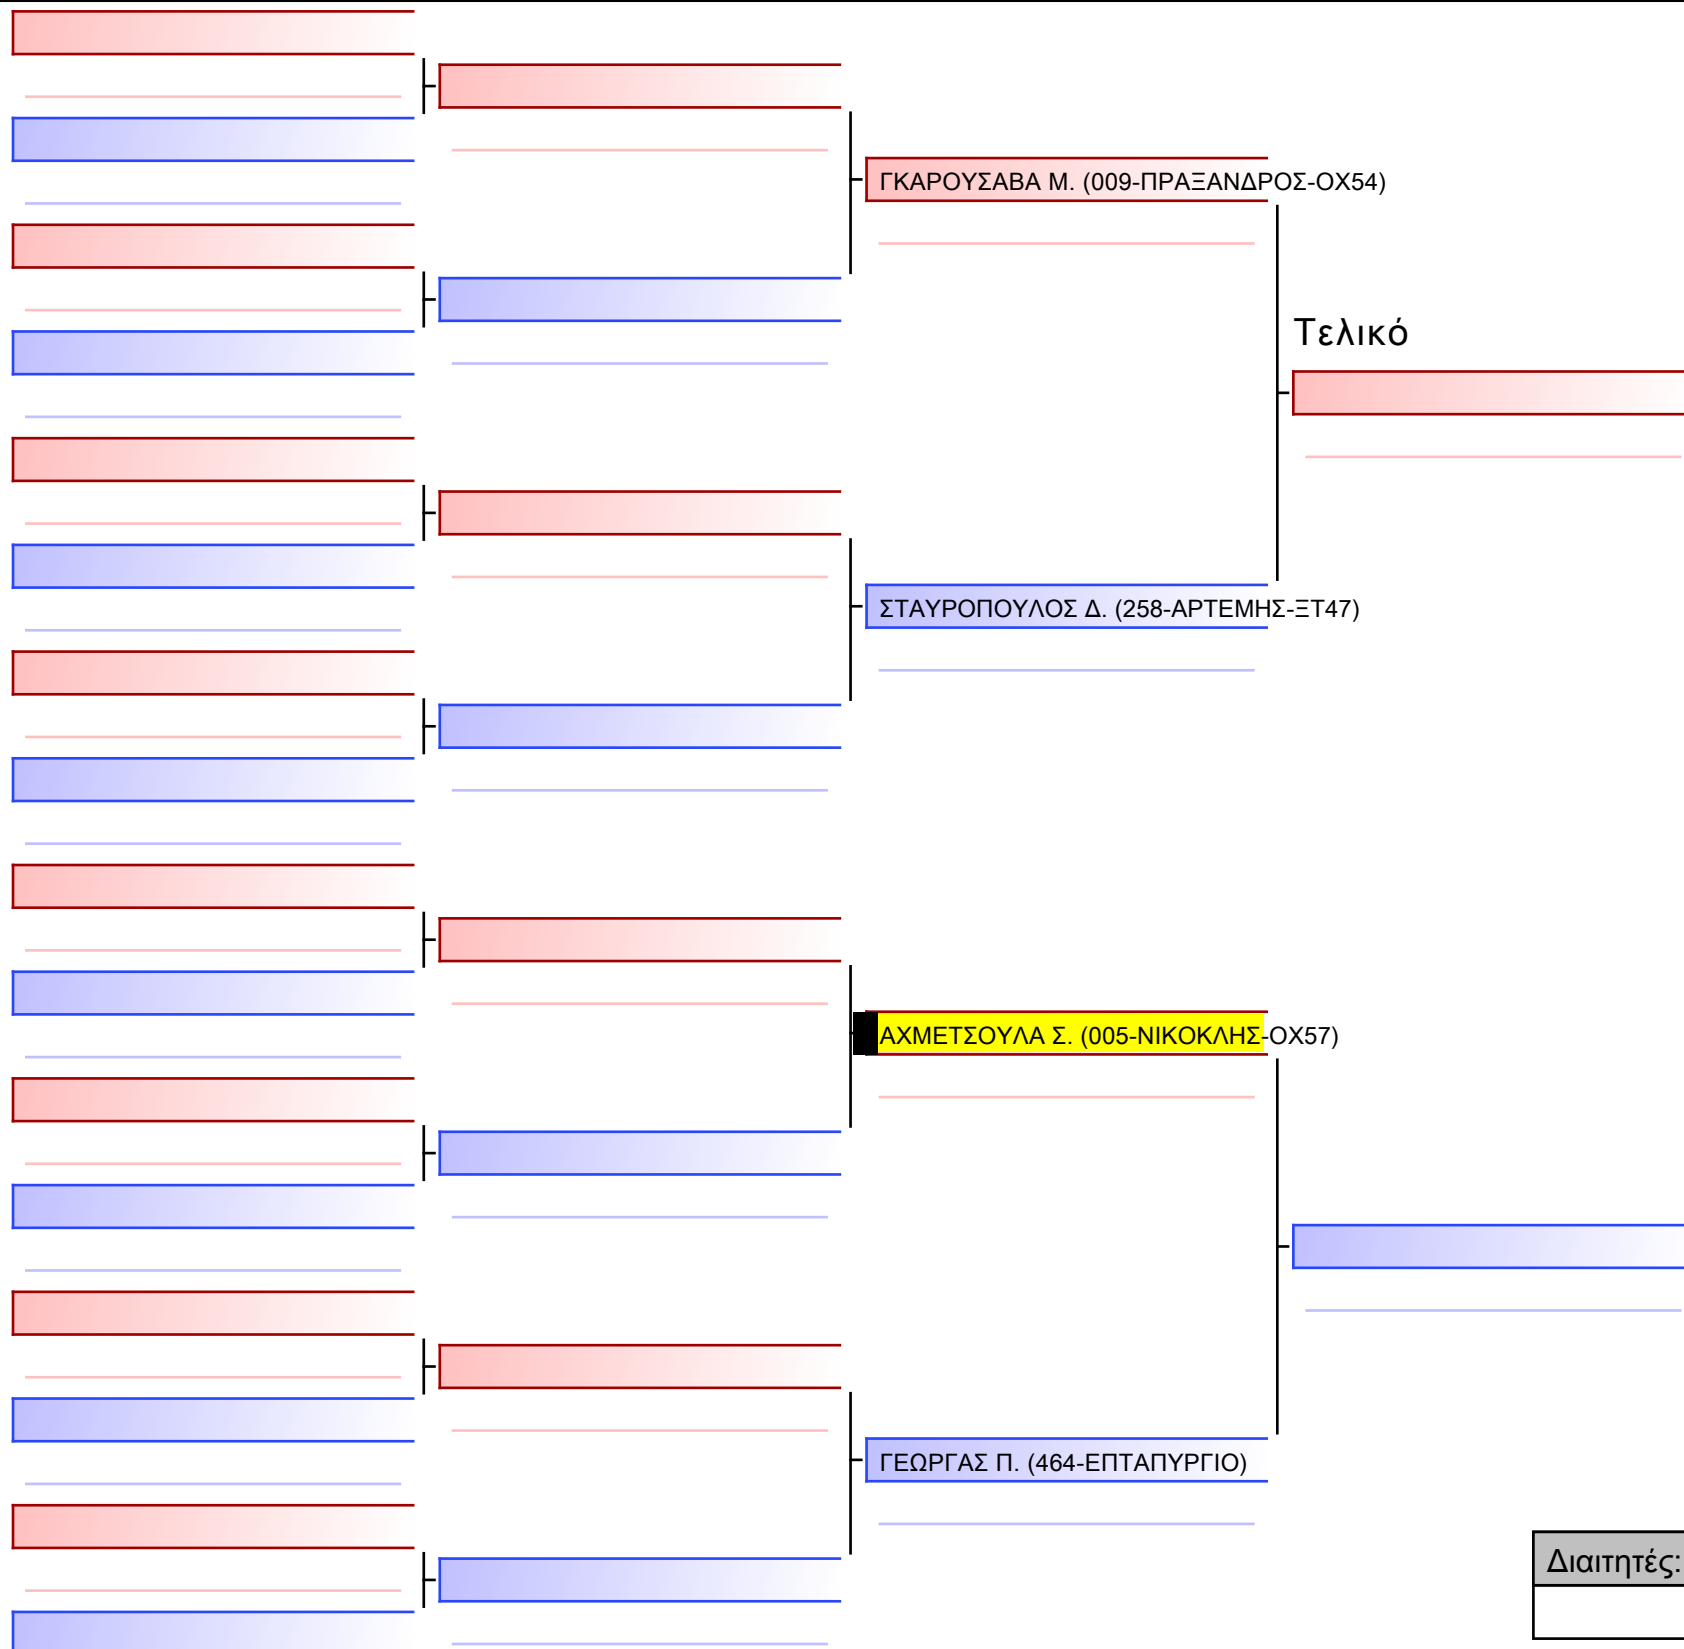 ΓΚΑΡΟΥΣΑΒΑ Μ. (009-ΠΡΑΞΑΝΔΡΟΣ-ΟΧ54)
Τελικό
ΣΤΑΥΡΟΠΟΥΛΟΣ Δ. (258-ΑΡΤΕΜΗΣ-ΞΤ47)
ΑΧΜΕΤΣΟΥΛΑ Σ. (005-ΝΙΚΟΚΛΗΣ-ΟΧ57)
ΓΕΩΡΓΑΣ Π. (464-ΕΠΤΑΠΥΡΓΙΟ)
Διαιτητές: